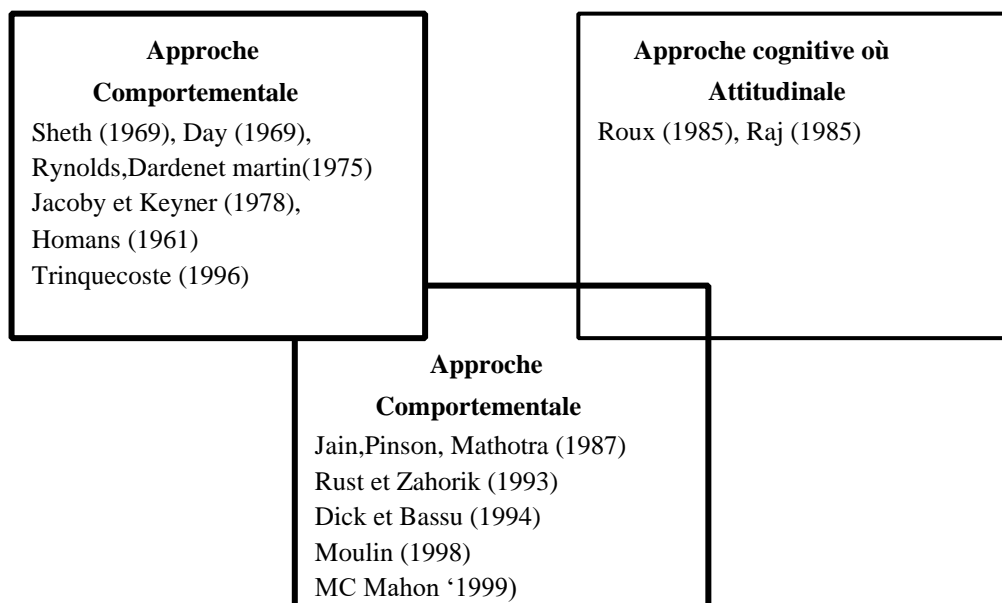 Approche
Comportementale
Sheth (1969), Day (1969),
Rynolds,Dardenet martin(1975)
Jacoby et Keyner (1978),
Homans (1961)
Trinquecoste (1996)
Approche cognitive où
Attitudinale
Roux (1985), Raj (1985)
Approche
Comportementale
Jain,Pinson, Mathotra (1987)
Rust et Zahorik (1993)
Dick et Bassu (1994)
Moulin (1998)
MC Mahon ‘1999)